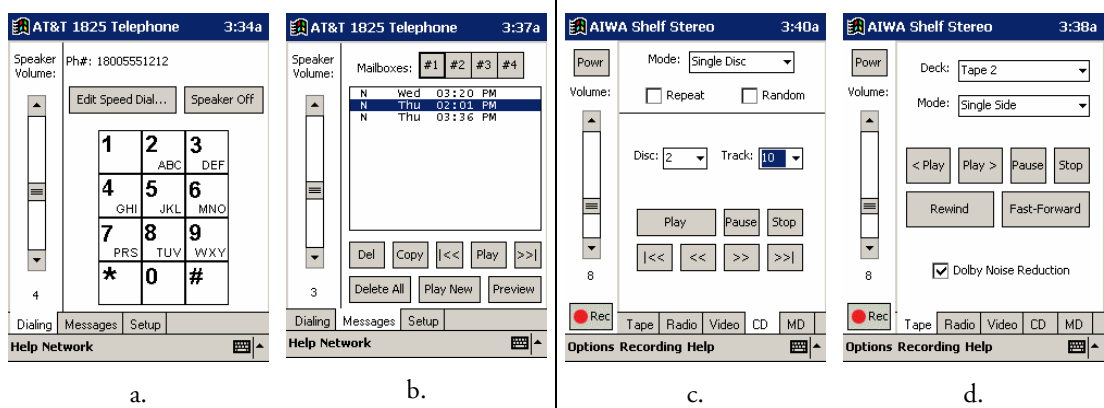 AT&T 1825 Telephone 3:34a
Speaker Volume:
Ph#: 18005551212
Edit Speed Dial... Speaker Off
1 2 ABC 3 DEF
4 GHI 5 JKL 6 MNO
7 PRS 8 TUV 9 WXY
* 0 #
4
Dialing Messages Setup
Help Network
a.
AT&T 1825 Telephone 3:37a
Speaker Volume:
Mailboxes: #1 #2 #3 #4
N Wed 03:20 PM
N Thu 02:01 PM
N Thu 03:36 PM
Del Copy |<< Play >>|
Delete All Play New Preview
3
Dialing Messages Setup
Help Network
b.
AIWA Shelf Stereo 3:40a
Powr
Mode: Single Disc
Volume:
Repeat Random
Disc: 2 Track: 10
Play Pause Stop
|<< << >> >>|
8
Rec
Tape Radio Video CD MD
Options Recording Help
c.
AIWA Shelf Stereo 3:38a
Powr
Deck: Tape 2
Volume:
Mode: Single Side
< Play Play > Pause Stop
Rewind Fast-Forward
8
Dolby Noise Reduction
Rec
Tape Radio Video CD MD
Options Recording Help
d.